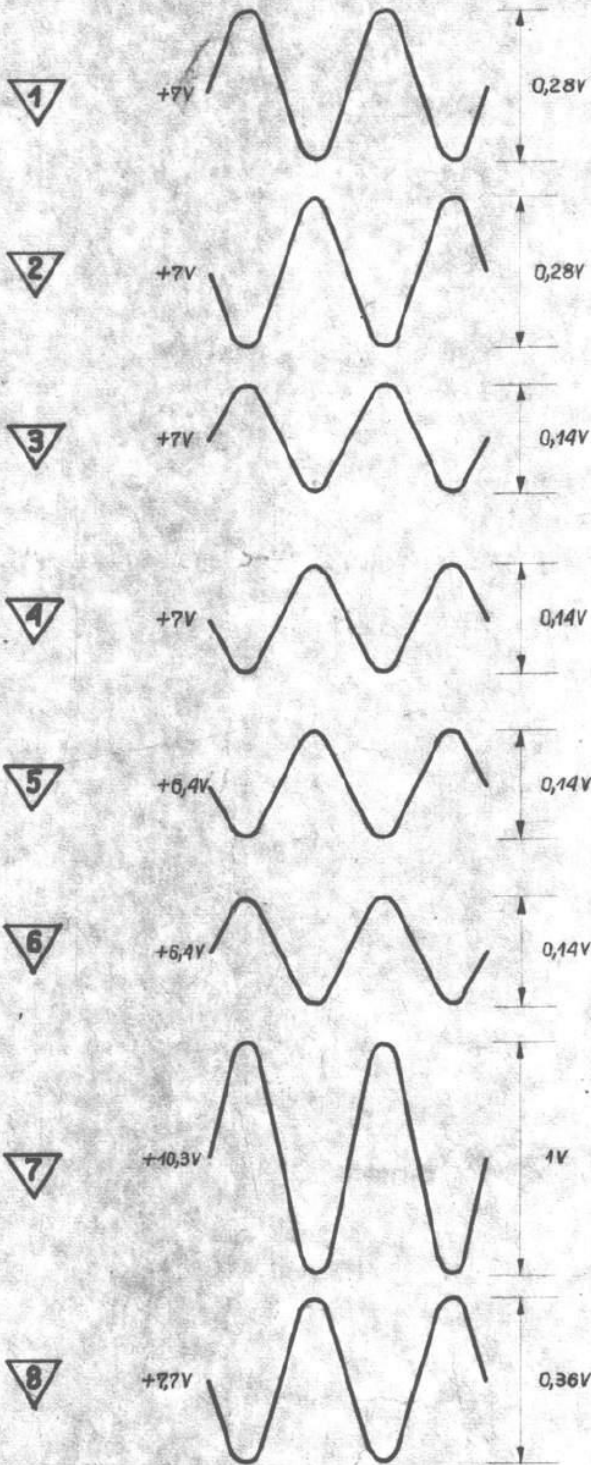 1 +7V 0,28V
2 +7V 0,28V
3 +7V 0,14V
4 +7V 0,14V
5 +6,4V 0,14V
6 +6,4V 0,14V
7 +10,3V 1V
8 +7,7V 0,36V